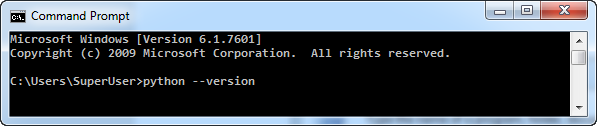 Command Prompt
Microsoft Windows [Version 6.1.7601]
Copyright (c) 2009 Microsoft Corporation.  All rights reserved.
C:\Users\SuperUser>python --version